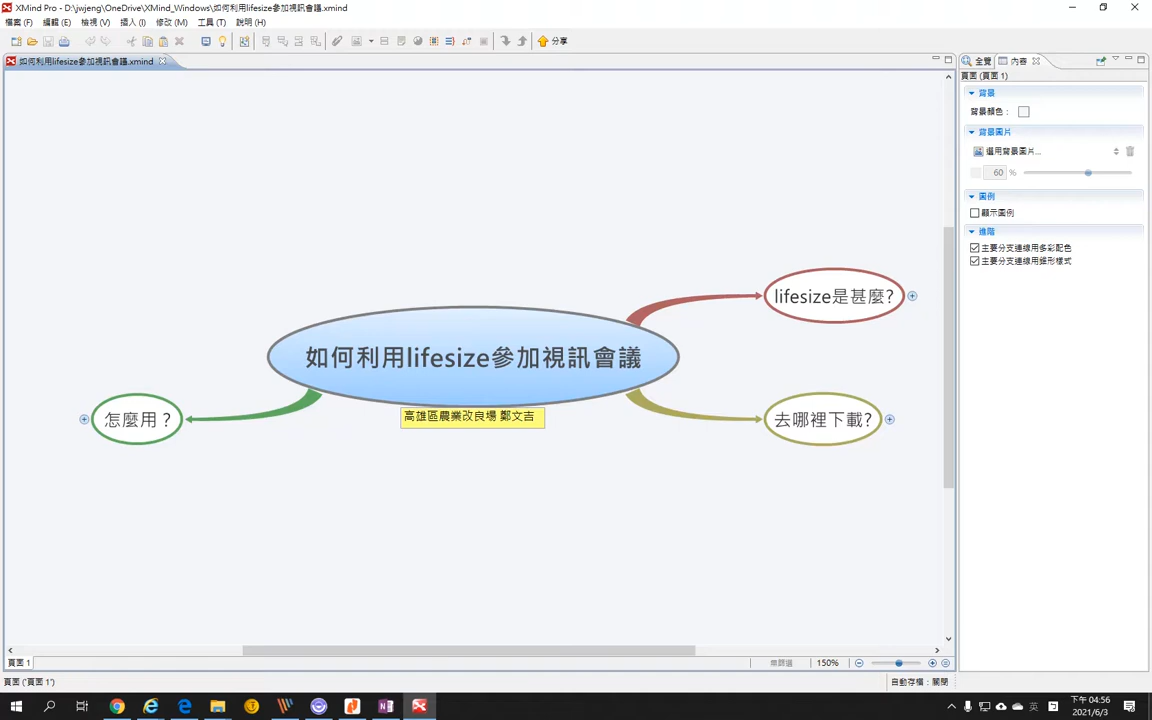 XMind Pro - D:\jwjeng\OneDrive\XMind_Windows\如何利用lifesize參加視訊會議.xmind
檔案 (F) 編輯 (E) 檢視 (V) 插入 (I) 修改 (M) 工具 (T) 說明 (H)
分享
如何利用lifesize參加視訊會議.xmind
全覽 內容
頁面 (頁面 1)
背景
背景顏色：
背景圖片
選用背景圖片...
60 %
圖例
顯示圖例
進階
主要分支連線用多彩配色
主要分支連線用錐形樣式
lifesize是甚麼?
如何利用lifesize參加視訊會議
高雄區農業改良場 鄭文吉
怎麼用？
去哪裡下載?
頁面 1
無篩選 150%
頁面 ('頁面 1')
自動存檔：關閉
英
下午 04:56
2021/6/3